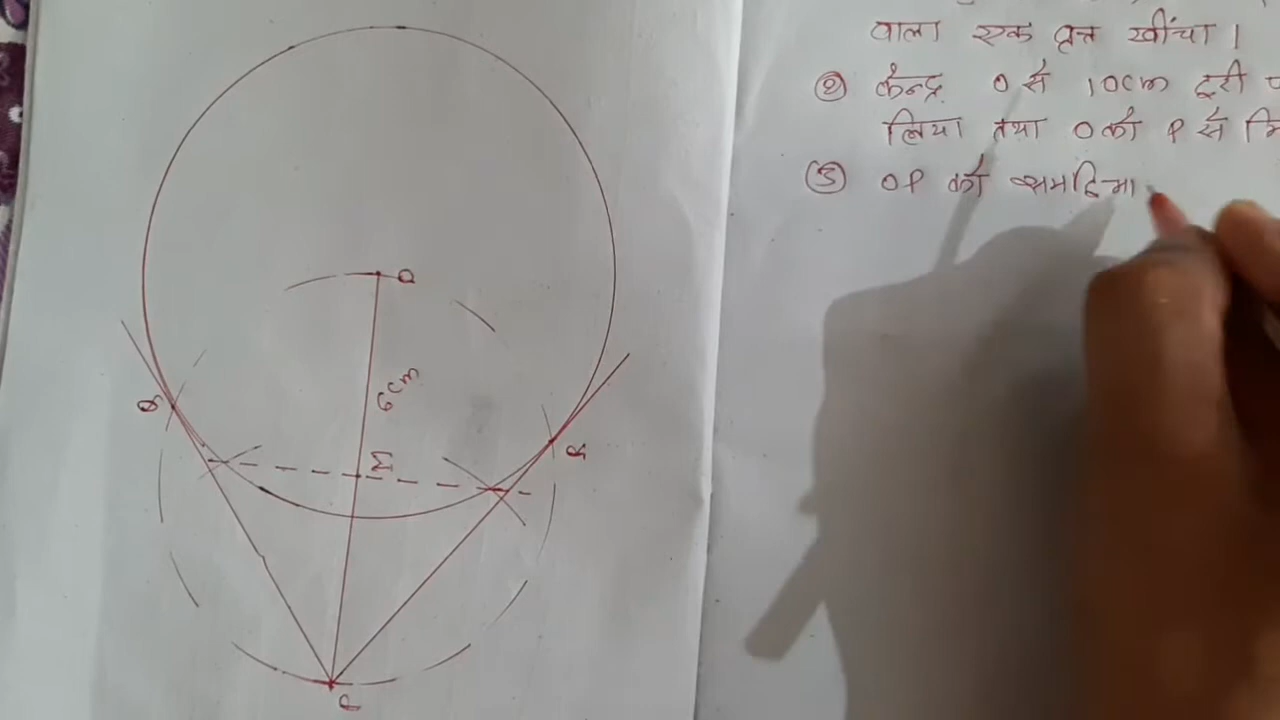 वाला एक वृत्त खींचा ।
② केन्द्र O से 10cm दूरी
लिया तथा O को P से
③ OP को समद्विभा
O
6cm
M
Q
R
P